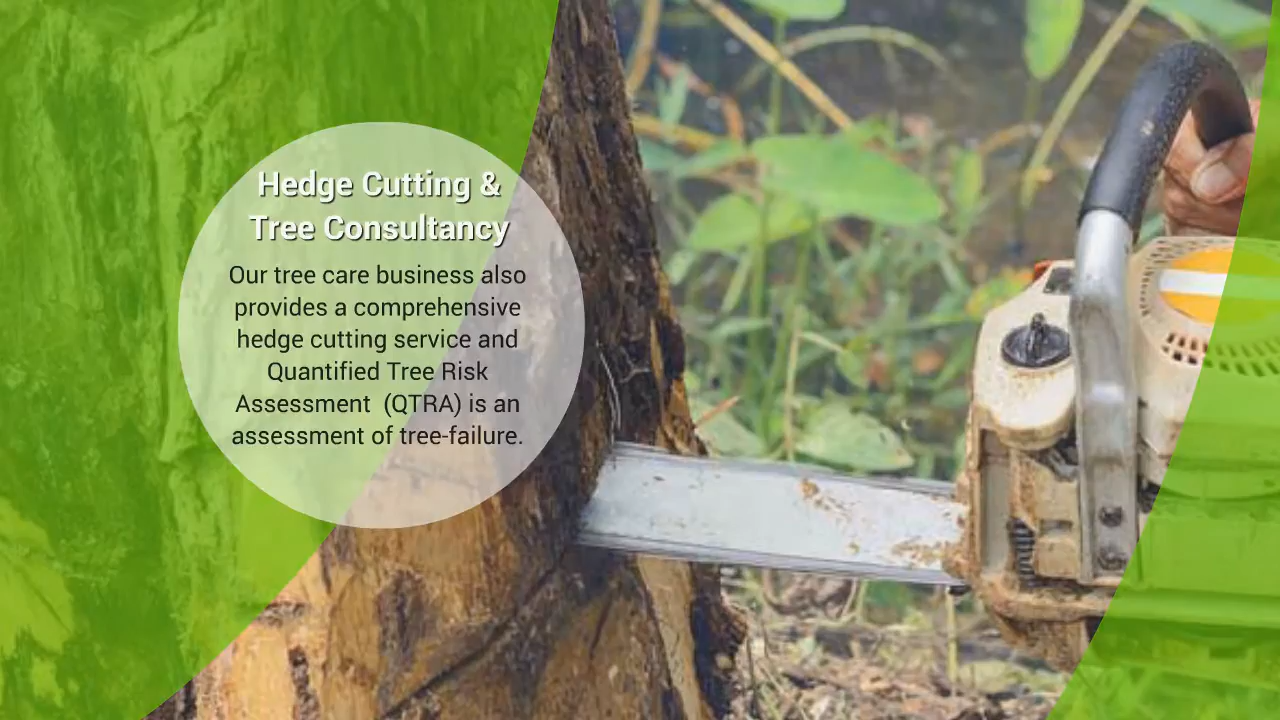 Hedge Cutting &
Tree Consultancy
Our tree care business also
provides a comprehensive
hedge cutting service and
Quantified Tree Risk
Assessment  (QTRA) is an
assessment of tree-failure.